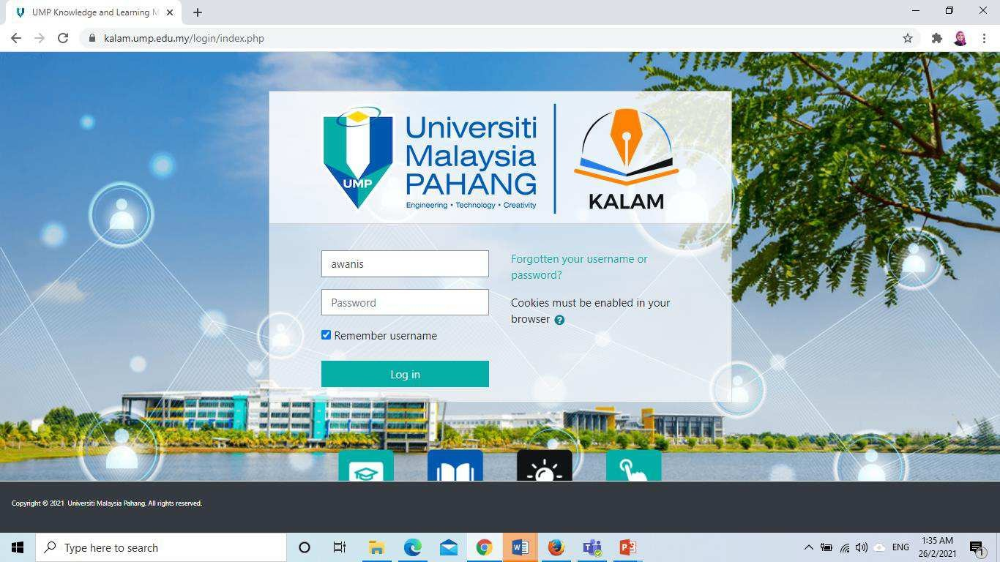 UMP Knowledge and Learning M
kalam.ump.edu.my/login/index.php
UMP
Universiti
Malaysia
PAHANG
Engineering • Technology • Creativity
KALAM
awanis
Password
Remember username
Log in
Forgotten your username or
password?
Cookies must be enabled in your
browser
Copyright © 2021 Universiti Malaysia Pahang. All rights reserved.
Type here to search
ENG
1:35 AM
26/2/2021
1